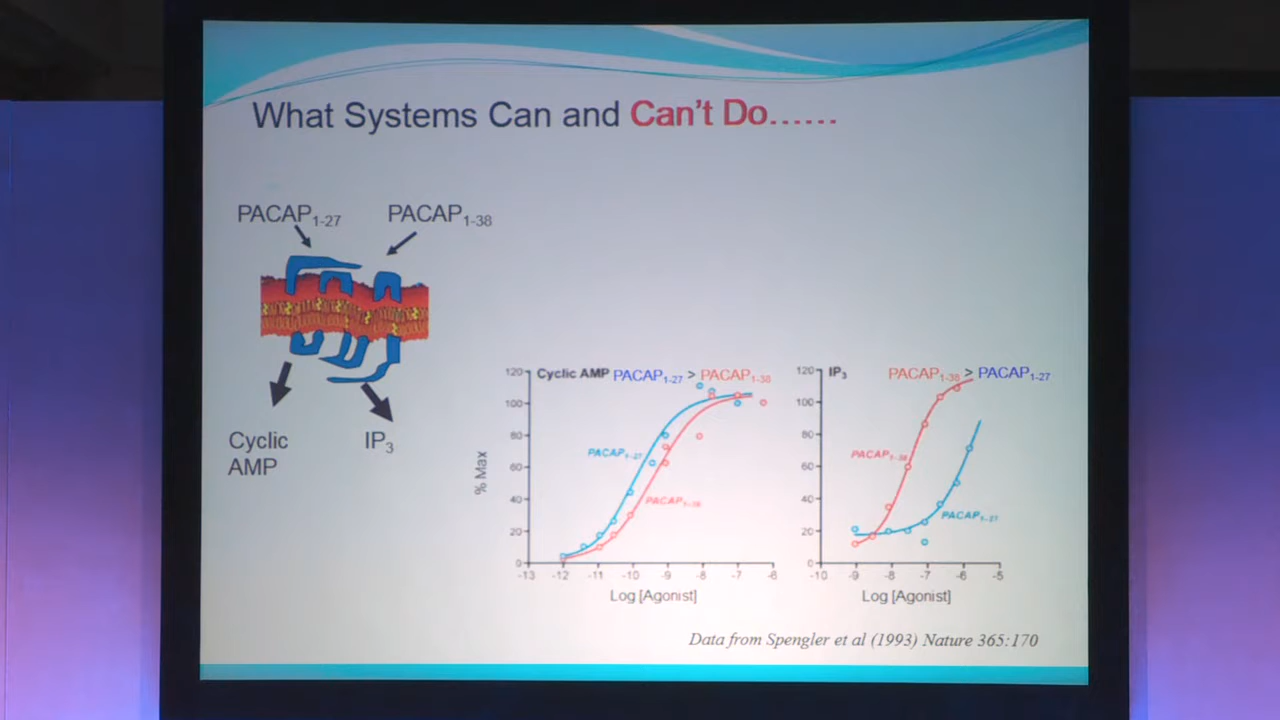 What Systems Can and Can't Do......
PACAP1-27
PACAP1-38
Cyclic
AMP
IP3
Cyclic AMP PACAP1-27 > PACAP1-38
% Max
120
100
80
60
40
20
0
PACAP1-27
PACAP1-38
-13 -12 -11 -10 -9 -8 -7 -6
Log [Agonist]
IP3 PACAP1-38 > PACAP1-27
120
100
80
60
40
20
0
PACAP1-38
PACAP1-27
-10 -9 -8 -7 -6 -5
Log [Agonist]
Data from Spengler et al (1993) Nature 365:170